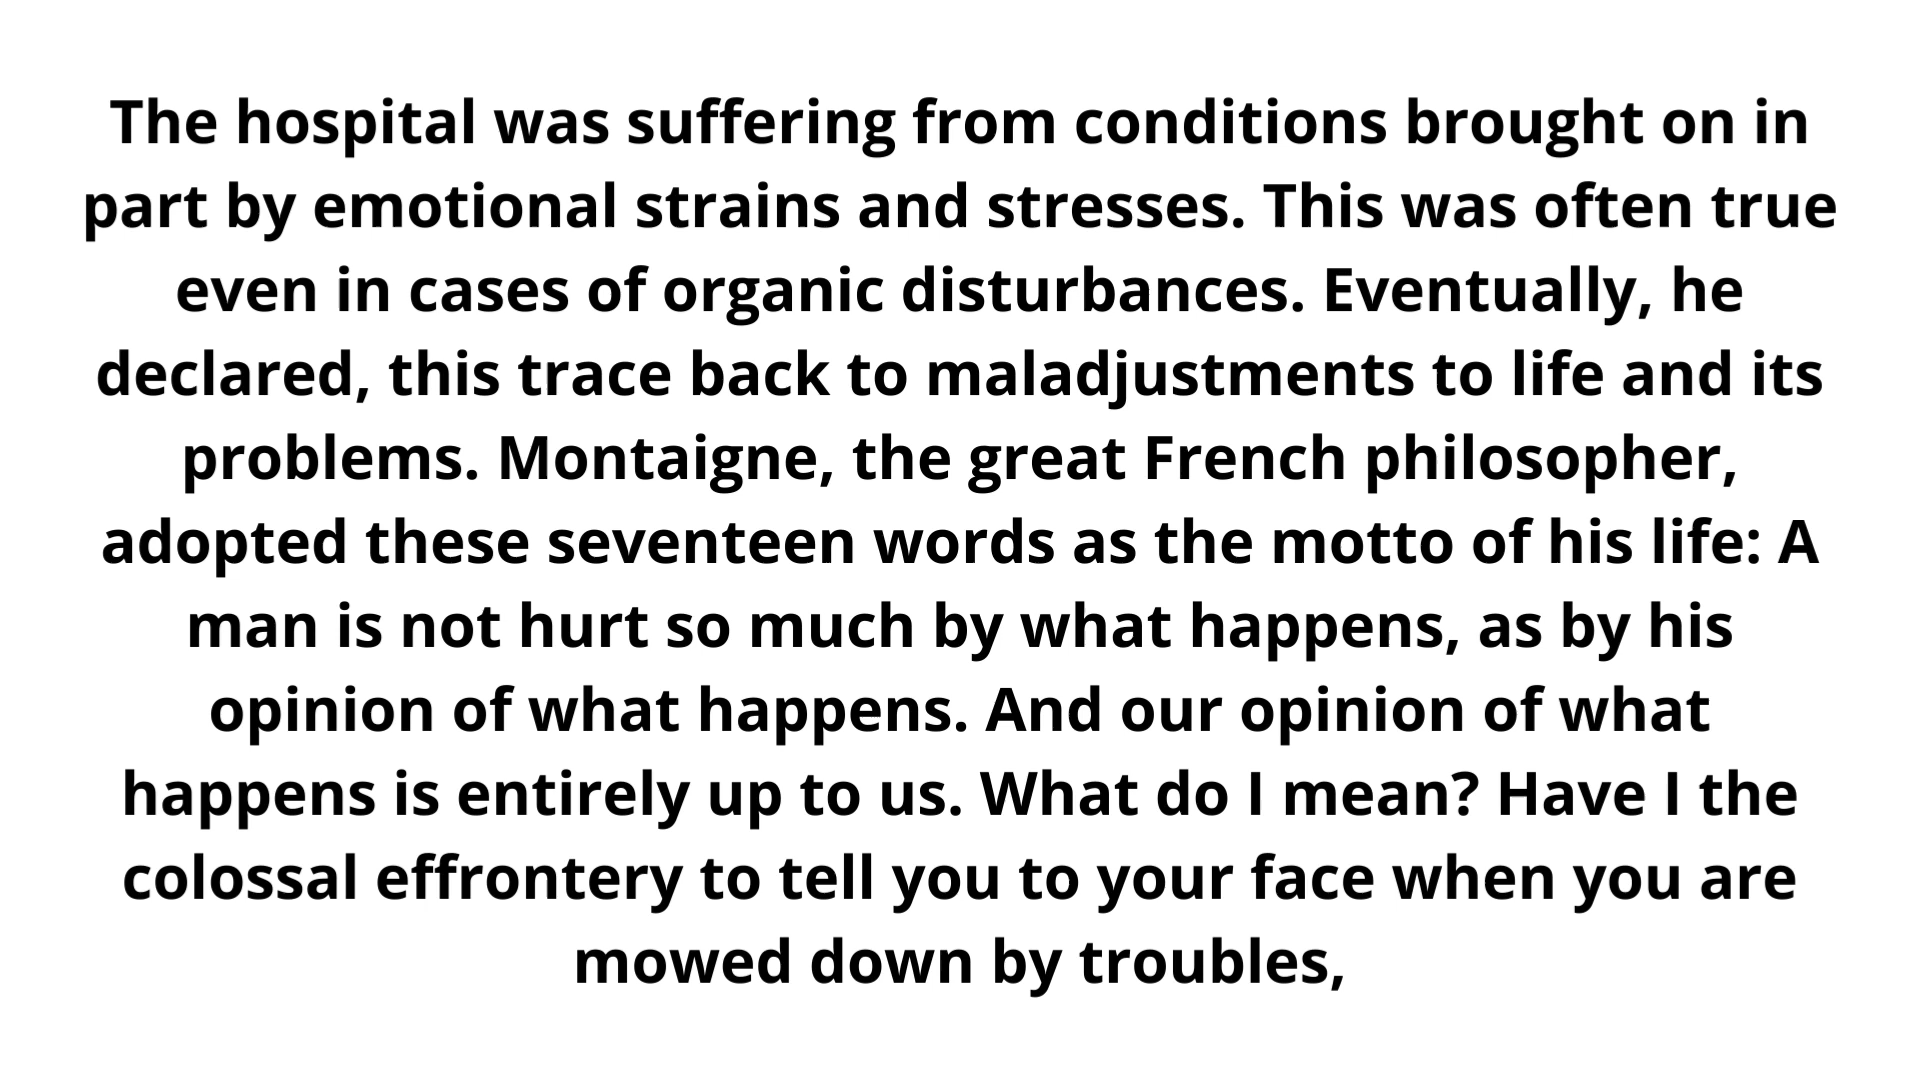 The hospital was suffering from conditions brought on in
part by emotional strains and stresses. This was often true
even in cases of organic disturbances. Eventually, he
declared, this trace back to maladjustments to life and its
problems. Montaigne, the great French philosopher,
adopted these seventeen words as the motto of his life: A
man is not hurt so much by what happens, as by his
opinion of what happens. And our opinion of what
happens is entirely up to us. What do I mean? Have I the
colossal effrontery to tell you to your face when you are
mowed down by troubles,